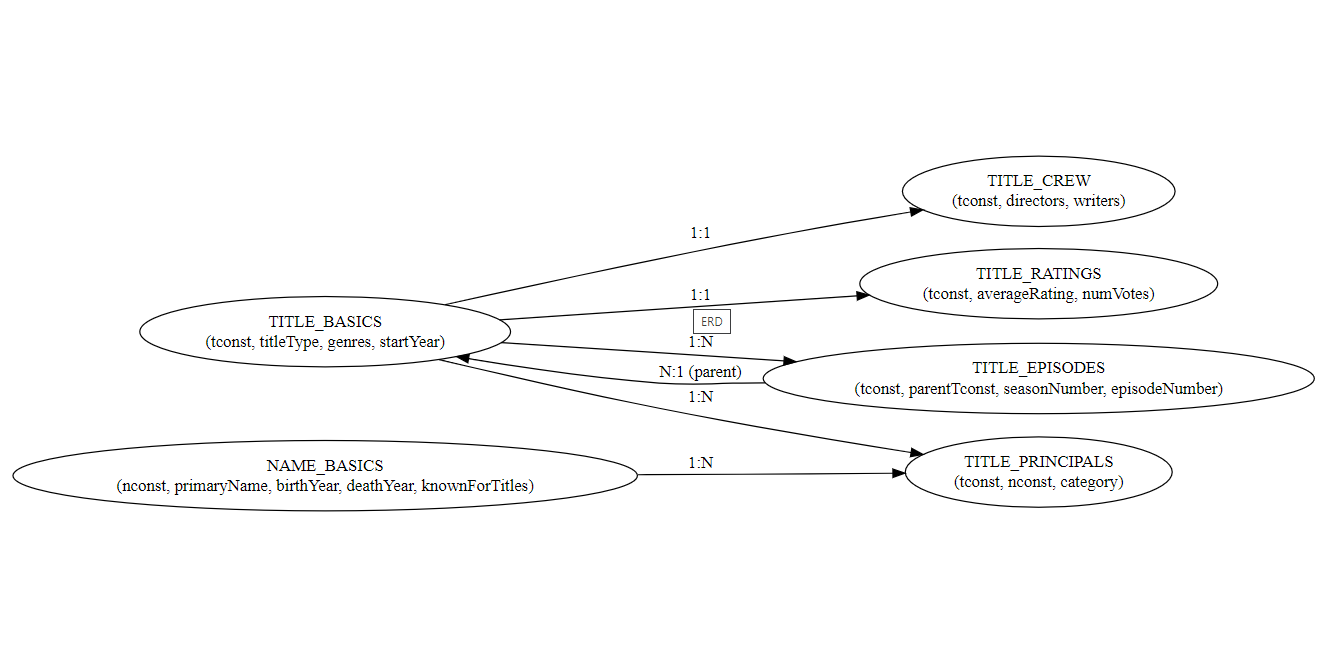 TITLE_CREW
(tconst, directors, writers)
1:1
TITLE_RATINGS
(tconst, averageRating, numVotes)
1:1
TITLE_BASICS
(tconst, titleType, genres, startYear)
ERD
1:N
TITLE_EPISODES
(tconst, parentTconst, seasonNumber, episodeNumber)
N:1 (parent)
1:N
NAME_BASICS
(nconst, primaryName, birthYear, deathYear, knownForTitles)
1:N
TITLE_PRINCIPALS
(tconst, nconst, category)